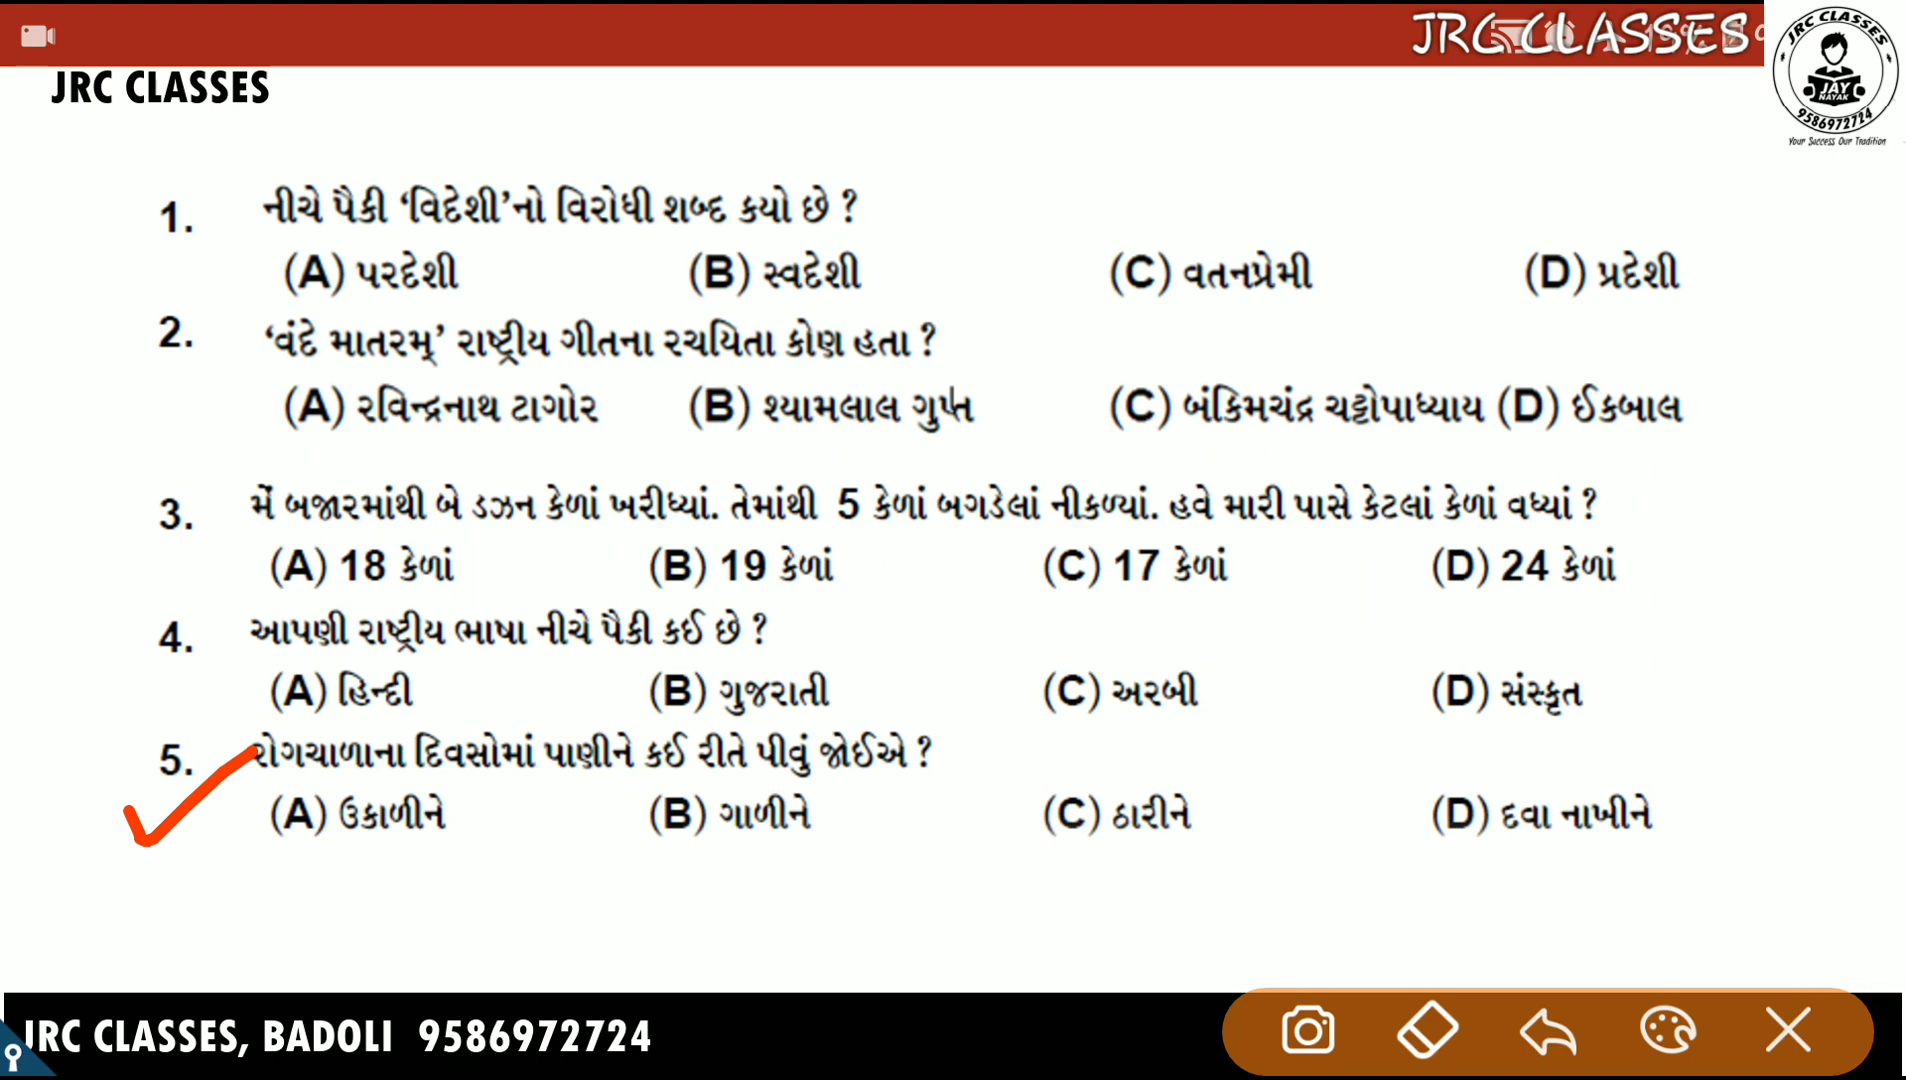 JRC CLASSES
JRC CLASSES
JRC CLASSES
JAY
NAYAK
9586972724
Your Success Our Tradition
1. નીચે પૈકી ‘વિદેશી’નો વિરોધી શબ્દ કયો છે ?
(A) પરદેશી (B) સ્વદેશી (C) વતનપ્રેમી (D) પ્રદેશી
2. ‘વંદે માતરમ્’ રાષ્ટ્રીય ગીતના રચયિતા કોણ હતા ?
(A) રવિન્દ્રનાથ ટાગોર (B) શ્યામલાલ ગુપ્ત (C) બંકિમચંદ્ર ચટ્ટોપાધ્યાય (D) ઈકબાલ
3. મેં બજારમાંથી બે ડઝન કેળાં ખરીધ્યાં. તેમાંથી 5 કેળાં બગડેલાં નીકળ્યાં. હવે મારી પાસે કેટલાં કેળાં વધ્યાં ?
(A) 18 કેળાં (B) 19 કેળાં (C) 17 કેળાં (D) 24 કેળાં
4. આપણી રાષ્ટ્રીય ભાષા નીચે પૈકી કઈ છે ?
(A) હિન્દી (B) ગુજરાતી (C) અરબી (D) સંસ્કૃત
5. રોગચાળાના દિવસોમાં પાણીને કઈ રીતે પીવું જોઈએ ?
(A) ઉકાળીને (B) ગાળીને (C) ઠારીને (D) દવા નાખીને
JRC CLASSES, BADOLI 9586972724